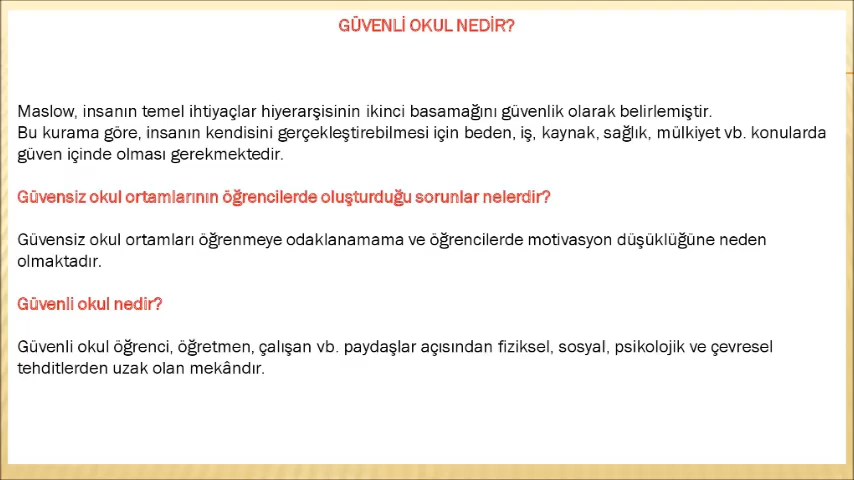 GÜVENLİ OKUL NEDİR?
Maslow, insanın temel ihtiyaçlar hiyerarşisinin ikinci basamağını güvenlik olarak belirlemiştir.
Bu kurama göre, insanın kendisini gerçekleştirebilmesi için beden, iş, kaynak, sağlık, mülkiyet vb. konularda
güven içinde olması gerekmektedir.
Güvensiz okul ortamlarının öğrencilerde oluşturduğu sorunlar nelerdir?
Güvensiz okul ortamları öğrenmeye odaklanamama ve öğrencilerde motivasyon düşüklüğüne neden
olmaktadır.
Güvenli okul nedir?
Güvenli okul öğrenci, öğretmen, çalışan vb. paydaşlar açısından fiziksel, sosyal, psikolojik ve çevresel
tehditlerden uzak olan mekândır.